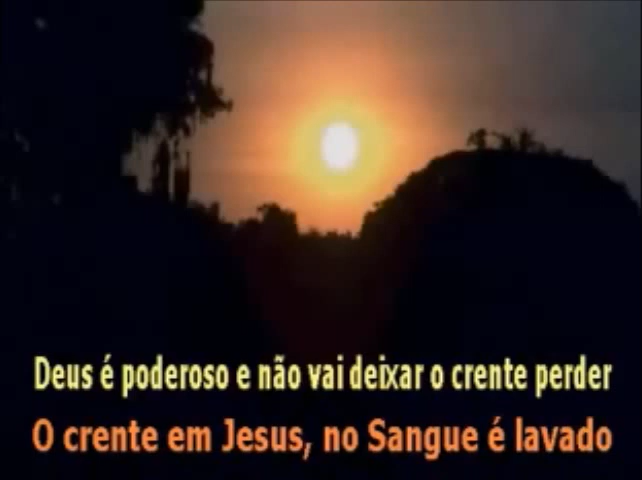 Deus é poderoso e não vai deixar o crente perder
O crente em Jesus, no Sangue é lavado